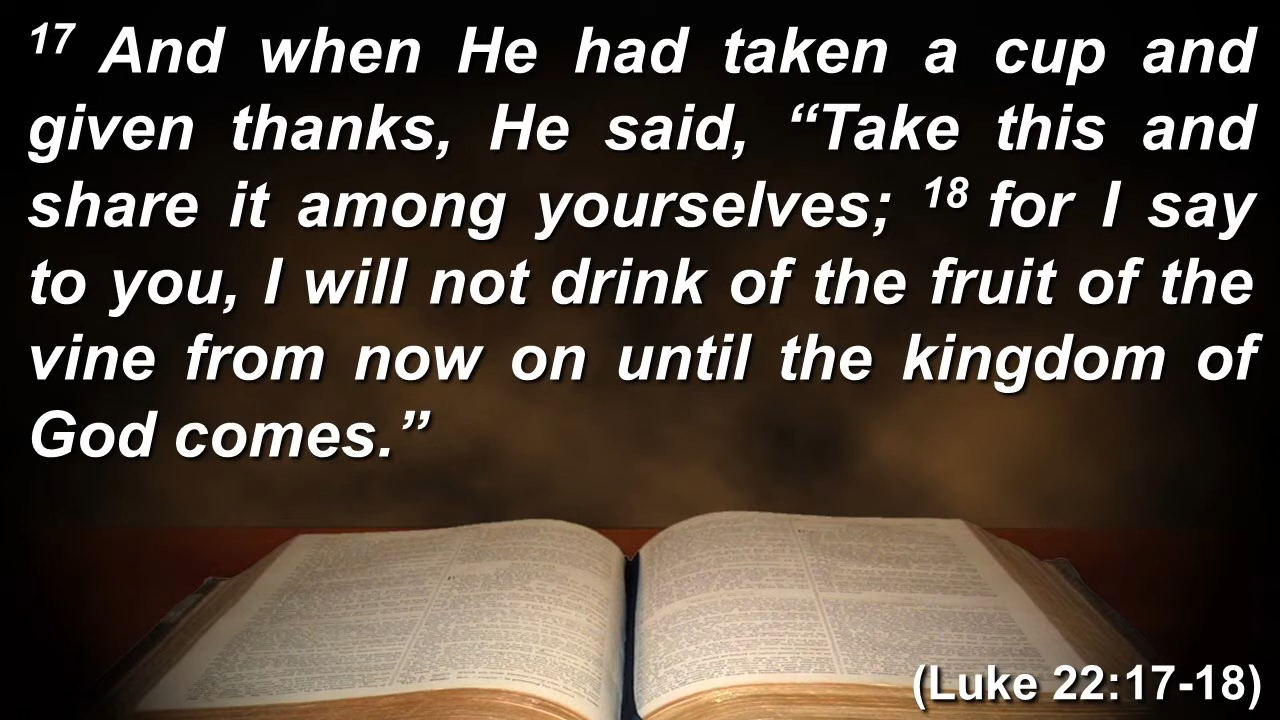 17 And when He had taken a cup and
given thanks, He said, “Take this and
share it among yourselves; 18 for I say
to you, I will not drink of the fruit of the
vine from now on until the kingdom of
God comes.”
(Luke 22:17-18)